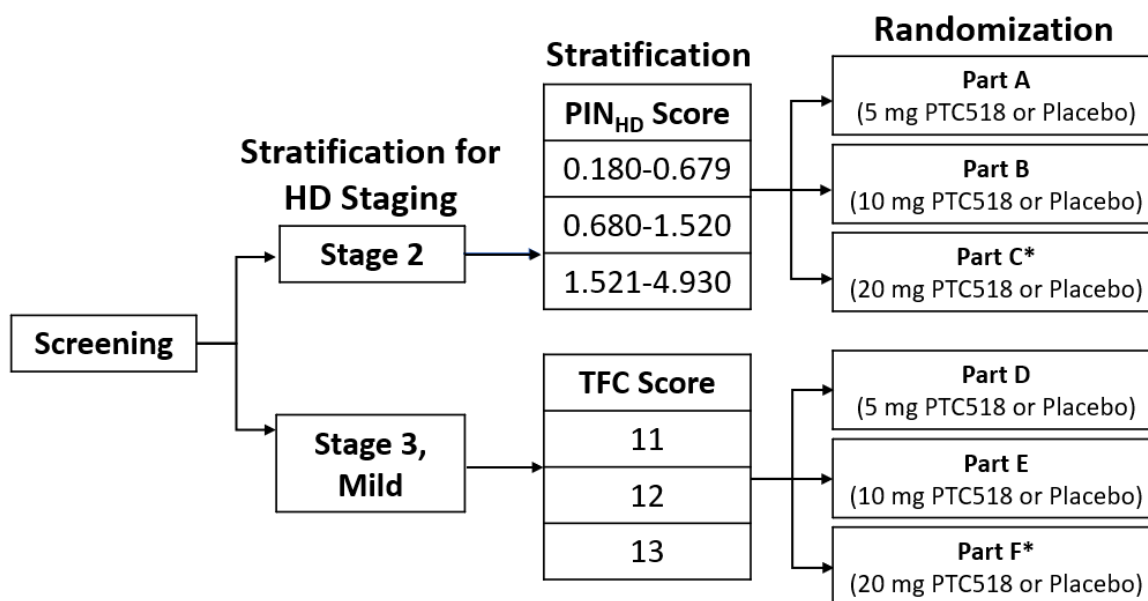 Randomization
Part A
(5 mg PTC518 or Placebo)
Part B
(10 mg PTC518 or Placebo)
Part C*
(20 mg PTC518 or Placebo)
Stratification
PIN_HD Score
0.180-0.679
0.680-1.520
1.521-4.930
Stratification for
HD Staging
Stage 2
Screening
Stage 3,
Mild
TFC Score
11
12
13
Part D
(5 mg PTC518 or Placebo)
Part E
(10 mg PTC518 or Placebo)
Part F*
(20 mg PTC518 or Placebo)